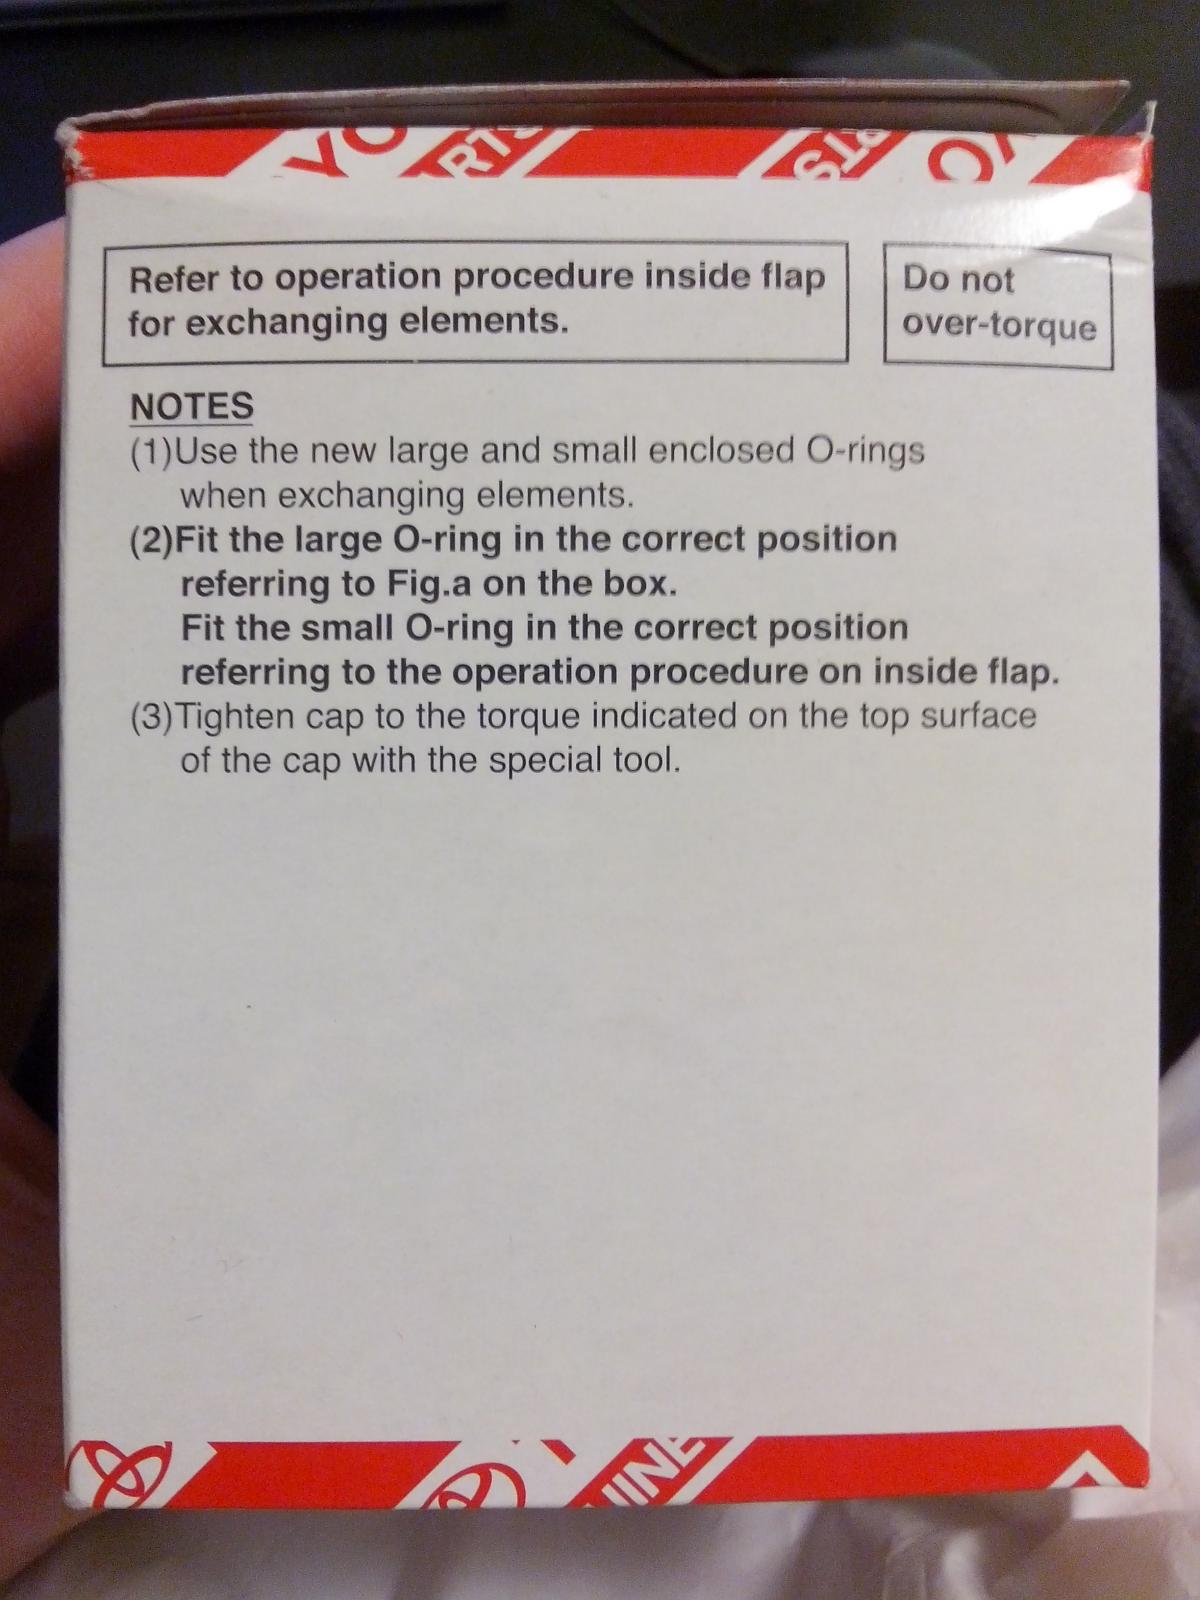 Refer to operation procedure inside flap
for exchanging elements.
Do not
over-torque
NOTES
(1)Use the new large and small enclosed O-rings
when exchanging elements.
(2)Fit the large O-ring in the correct position
referring to Fig.a on the box.
Fit the small O-ring in the correct position
referring to the operation procedure on inside flap.
(3)Tighten cap to the torque indicated on the top surface
of the cap with the special tool.